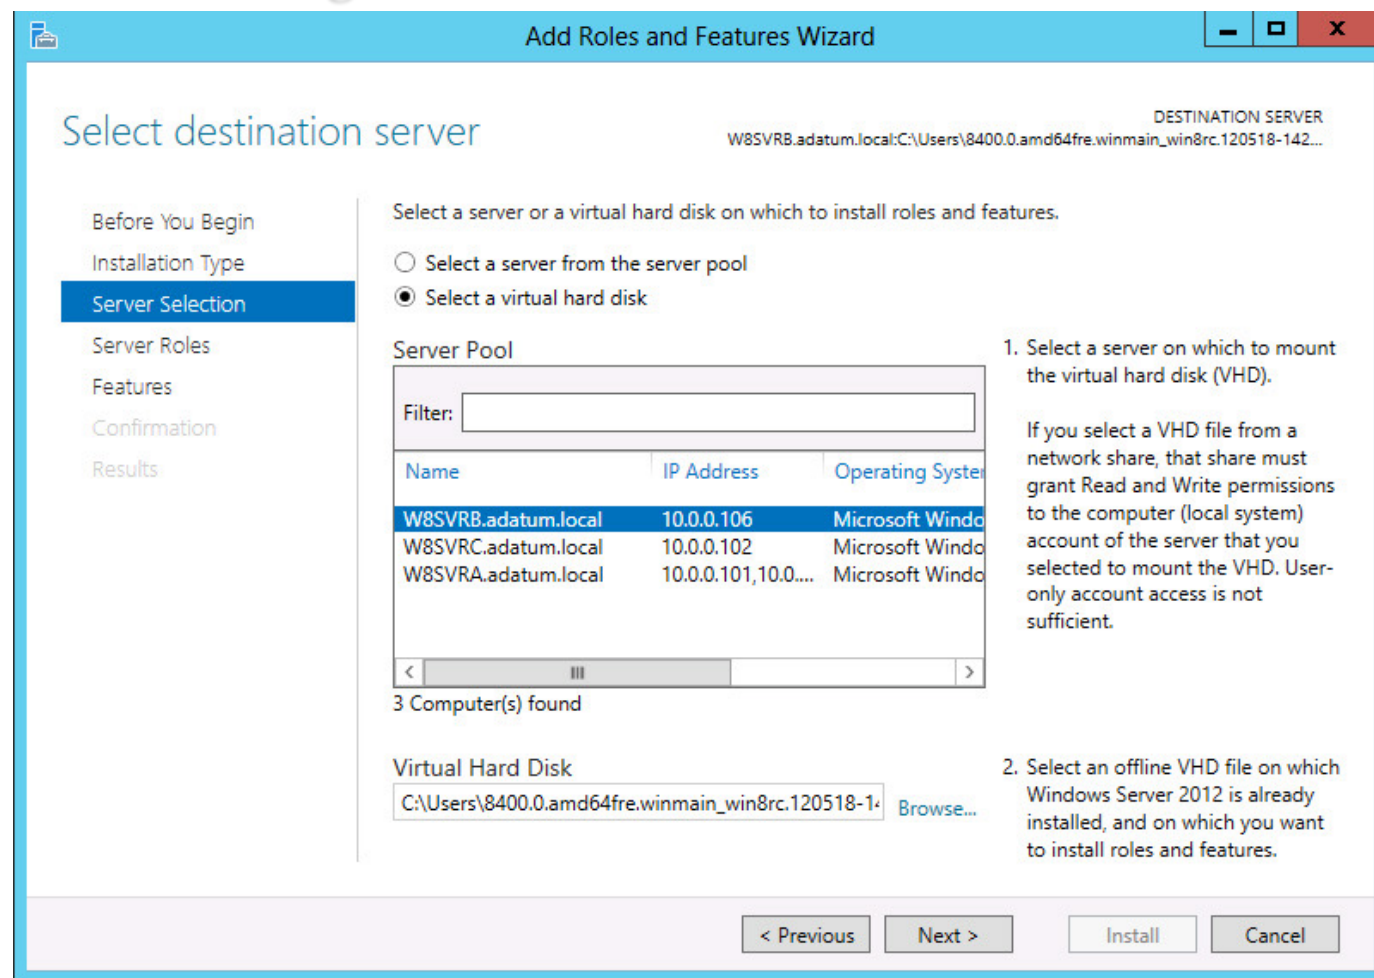 Add Roles and Features Wizard
Select destination server
DESTINATION SERVER
W8SVRB.adatum.local:C:\Users\8400.0.amd64fre.winmain_win8rc.120518-142...
Before You Begin
Installation Type
Server Selection
Server Roles
Features
Confirmation
Results
Select a server or a virtual hard disk on which to install roles and features.
Select a server from the server pool
Select a virtual hard disk
Server Pool
Filter:
Name IP Address Operating System
W8SVRB.adatum.local 10.0.0.106 Microsoft Windo
W8SVRC.adatum.local 10.0.0.102 Microsoft Windo
W8SVRA.adatum.local 10.0.0.101,10.0.... Microsoft Windo
3 Computer(s) found
1. Select a server on which to mount
the virtual hard disk (VHD).
If you select a VHD file from a
network share, that share must
grant Read and Write permissions
to the computer (local system)
account of the server that you
selected to mount the VHD. User-
only account access is not
sufficient.
Virtual Hard Disk
C:\Users\8400.0.amd64fre.winmain_win8rc.120518-14
Browse...
2. Select an offline VHD file on which
Windows Server 2012 is already
installed, and on which you want
to install roles and features.
< Previous Next > Install Cancel